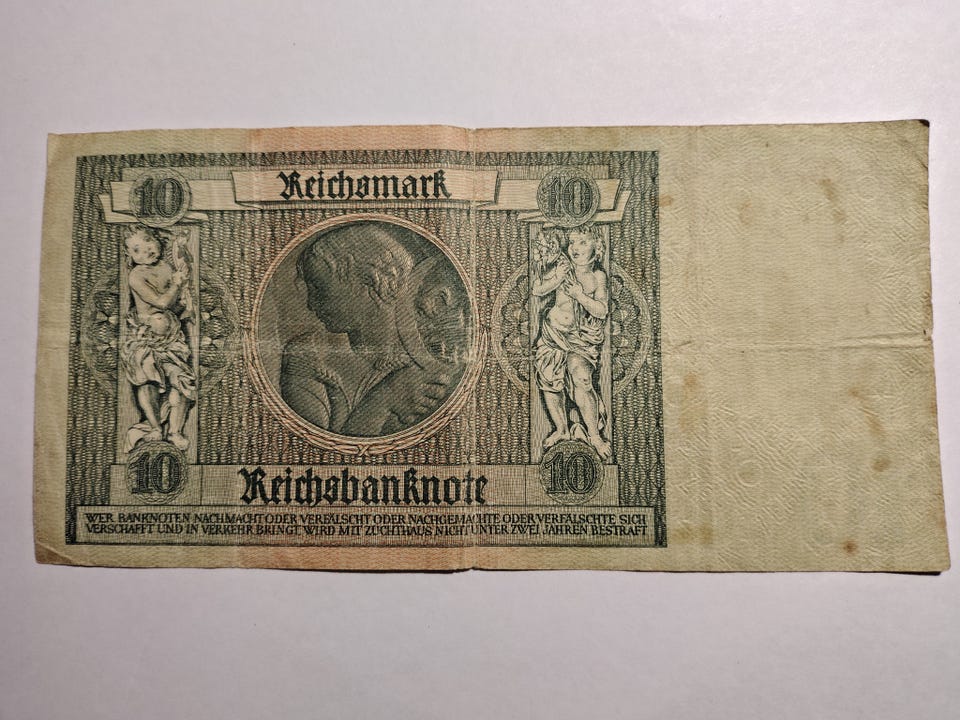 10 Reichsmark 10
10 Reichsbanknote 10
WER BANKNOTEN NACHMACHT ODER VERFÄLSCHT ODER NACHGEMACHTE ODER VERFÄLSCHTE SICH
VERSCHAFFT UND IN VERKEHR BRINGT WIRD MIT ZUCHTHAUS NICHT UNTER ZWEI JAHREN BESTRAFT